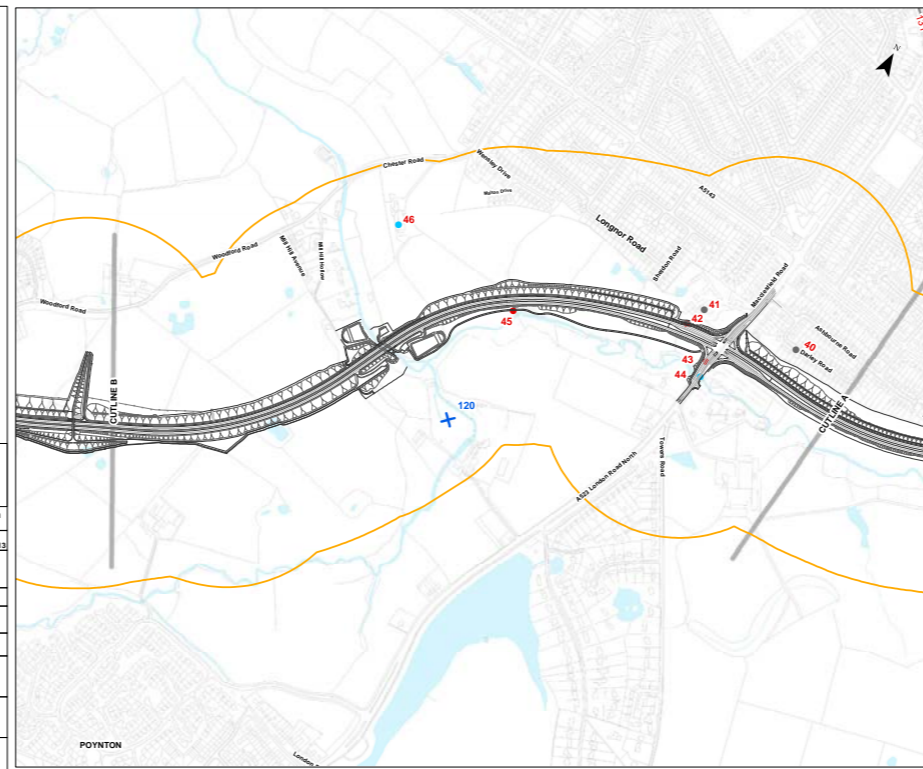 N
Chester Road
Wensley Drive
Walton Drive
A5143
46
Longnor Road
Woodford Road
Mill Hill Avenue
Mill Hill Hollow
Sheldon Road
Macclesfield Road
Woodford Road
41
42
45
Ashbourne Road
40
Darley Road
43
44
CUTLINE B
120
CUTLINE A
Towers Road
A523 London Road North
POYNTON
London